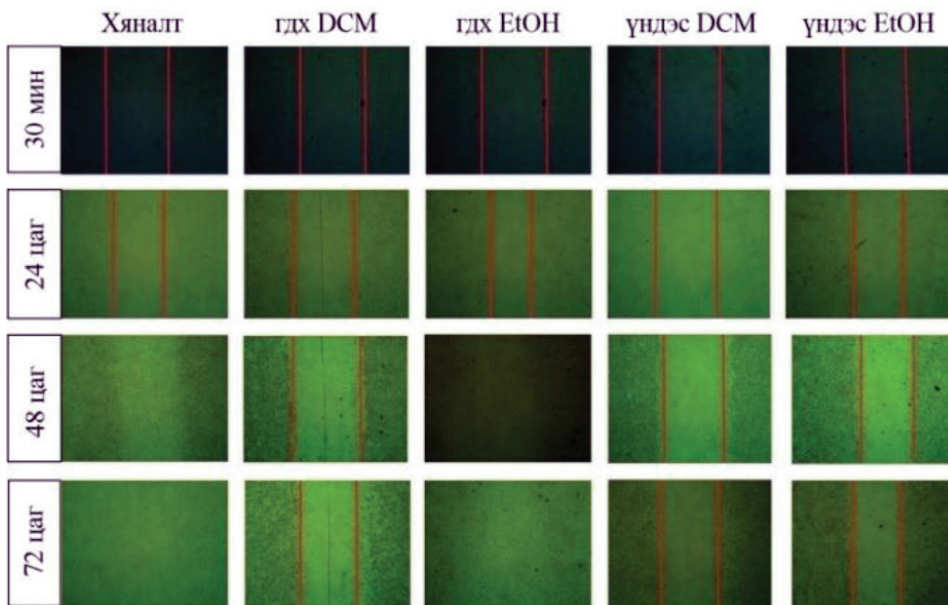 Хяналт гдх DCM гдх EtOH үндэс DCM үндэс EtOH
30 мин
24 цаг
48 цаг
72 цаг